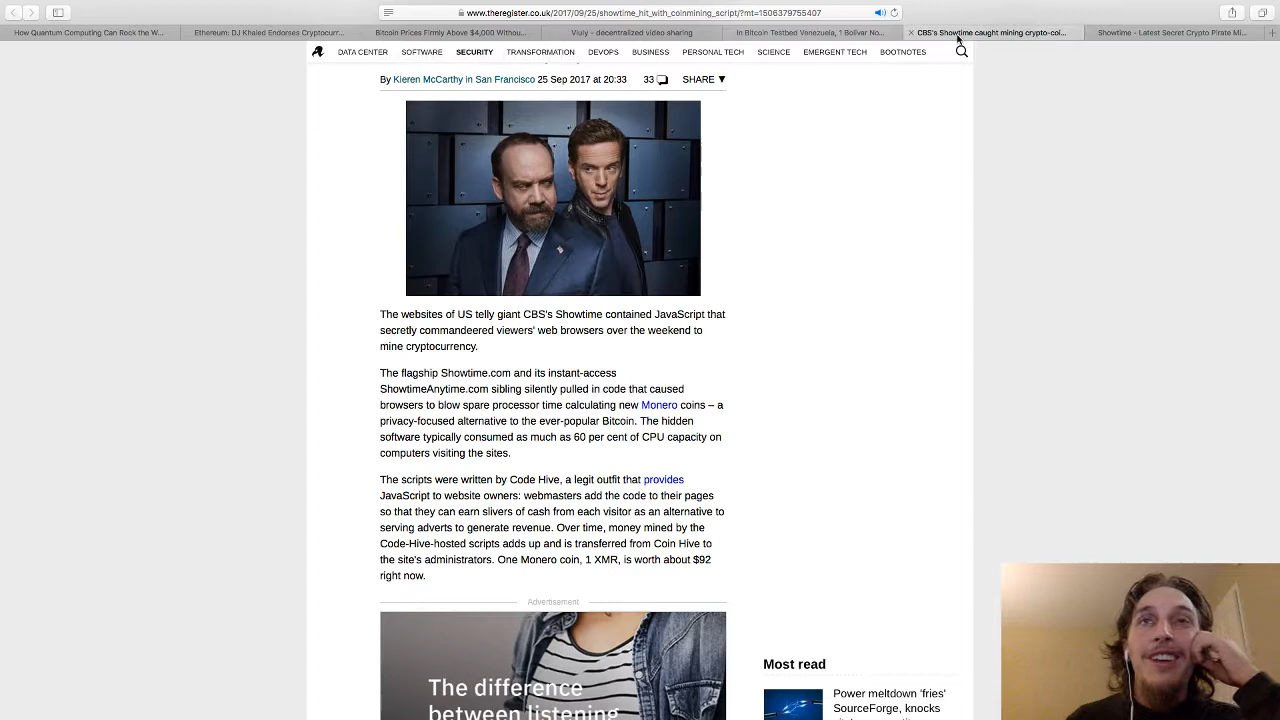 www.theregister.co.uk/2017/09/25/showtime_hit_with_coinmining_script/?mt=1506379755407
How Quantum Computing Can Rock the W...
Ethereum: DJ Khaled Endorses Cryptocurr...
Bitcoin Prices Firmly Above $4,000 Withou...
Viuly - decentralized video sharing
In Bitcoin Testbed Venezuela, 1 Bolivar No...
CBS's Showtime caught mining crypto-coi...
Showtime - Latest Secret Crypto Pirate Mi...
DATA CENTER SOFTWARE SECURITY TRANSFORMATION DEVOPS BUSINESS PERSONAL TECH SCIENCE EMERGENT TECH BOOTNOTES
By Kieren McCarthy in San Francisco 25 Sep 2017 at 20:33 33 SHARE ▼
The websites of US telly giant CBS's Showtime contained JavaScript that
secretly commandeered viewers' web browsers over the weekend to
mine cryptocurrency.
The flagship Showtime.com and its instant-access
ShowtimeAnytime.com sibling silently pulled in code that caused
browsers to blow spare processor time calculating new Monero coins – a
privacy-focused alternative to the ever-popular Bitcoin. The hidden
software typically consumed as much as 60 per cent of CPU capacity on
computers visiting the sites.
The scripts were written by Code Hive, a legit outfit that provides
JavaScript to website owners: webmasters add the code to their pages
so that they can earn slivers of cash from each visitor as an alternative to
serving adverts to generate revenue. Over time, money mined by the
Code-Hive-hosted scripts adds up and is transferred from Coin Hive to
the site's administrators. One Monero coin, 1 XMR, is worth about $92
right now.
Advertisement
The difference
between listening
Most read
Power meltdown 'fries'
SourceForge, knocks